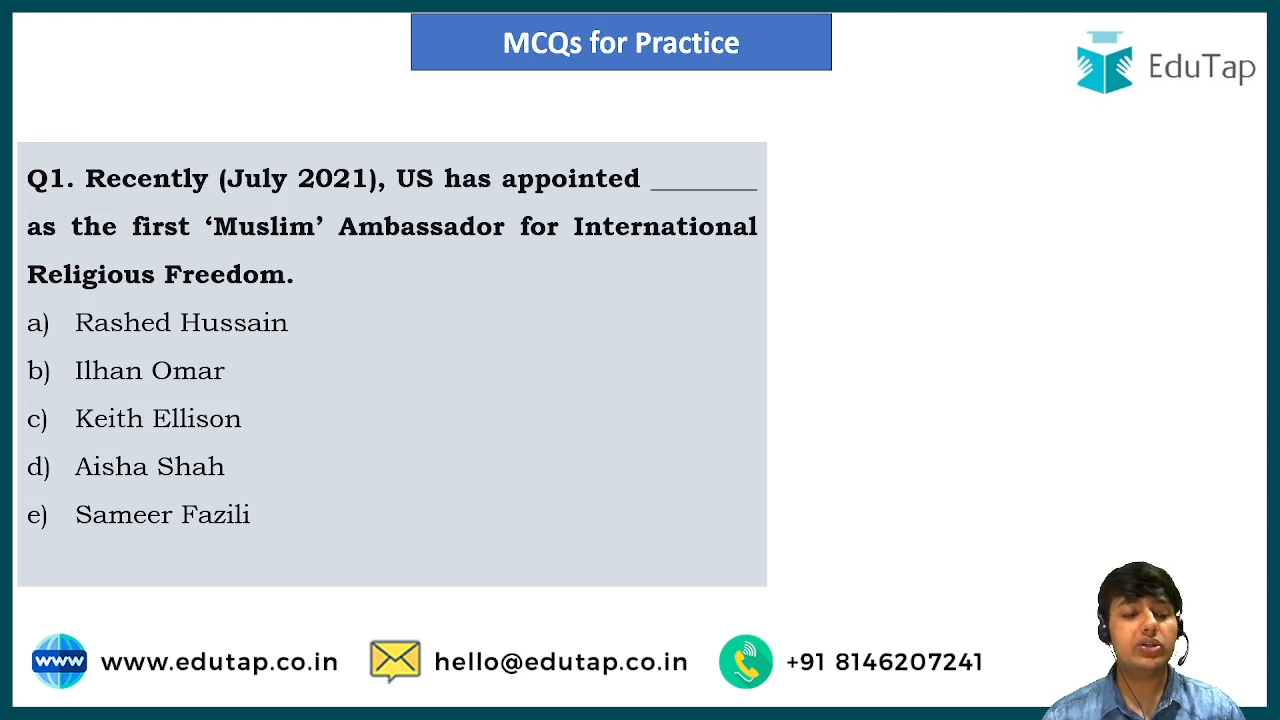 MCQs for Practice
EduTap
Q1. Recently (July 2021), US has appointed ________
as the first ‘Muslim’ Ambassador for International
Religious Freedom.
a) Rashed Hussain
b) Ilhan Omar
c) Keith Ellison
d) Aisha Shah
e) Sameer Fazili
www www.edutap.co.in hello@edutap.co.in +91 8146207241